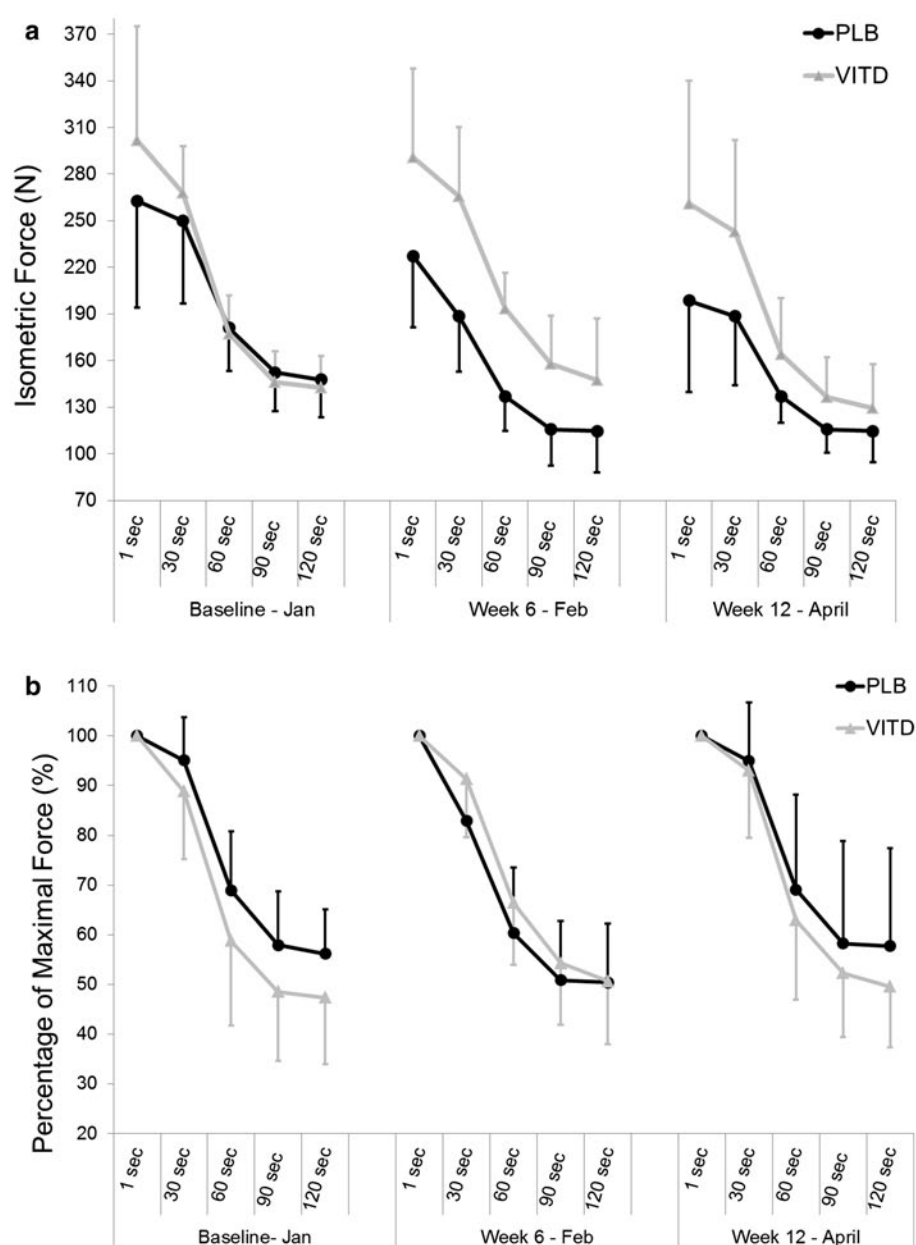 a
PLB
VITD
Isometric Force (N)
370
340
310
280
250
220
190
160
130
100
70
1 sec 30 sec 60 sec 90 sec 120 sec 1 sec 30 sec 60 sec 90 sec 120 sec 1 sec 30 sec 60 sec 90 sec 120 sec
Baseline - Jan Week 6 - Feb Week 12 - April
b
PLB
VITD
Percentage of Maximal Force (%)
110
100
90
80
70
60
50
40
30
20
1 sec 30 sec 60 sec 90 sec 120 sec 1 sec 30 sec 60 sec 90 sec 120 sec 1 sec 30 sec 60 sec 90 sec 120 sec
Baseline- Jan Week 6 - Feb Week 12 - April